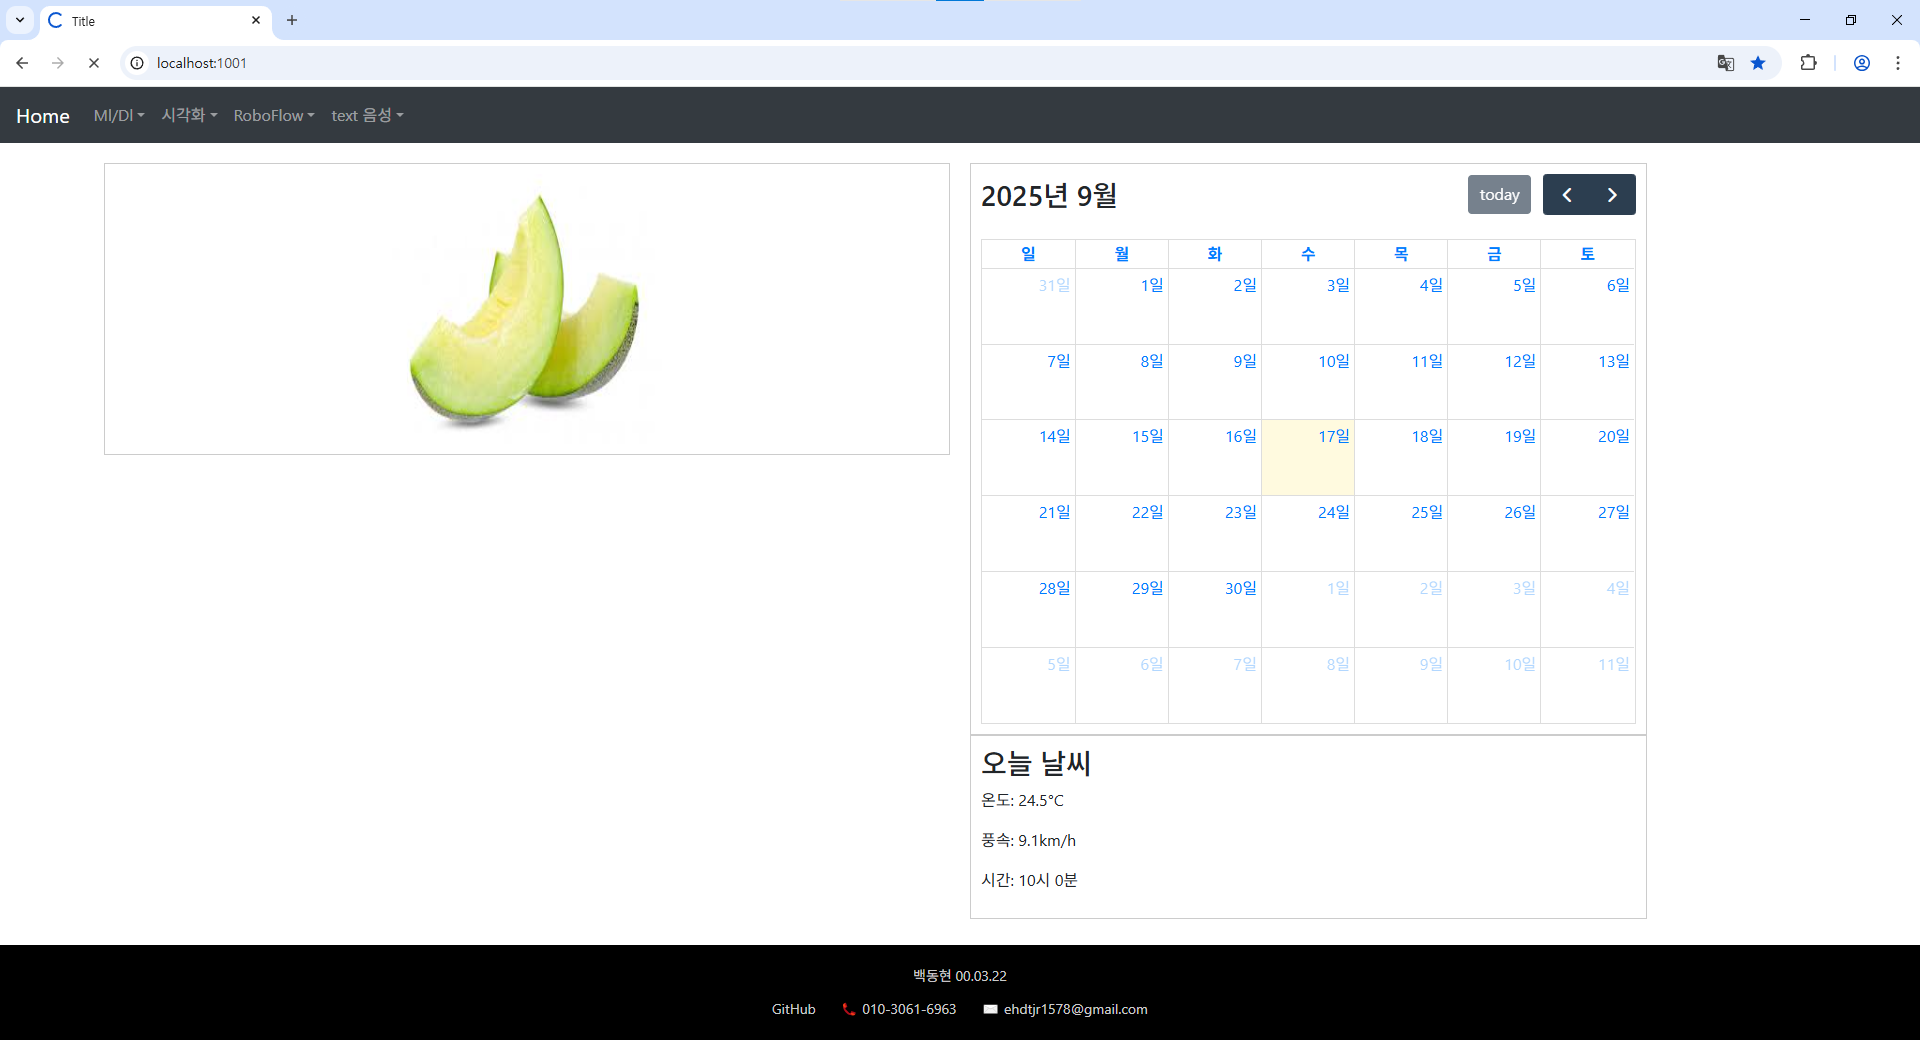 Title
localhost:1001
Home Ml/Dl 시각화 RoboFlow text 음성
2025년 9월
today
일 월 화 수 목 금 토
31일 1일 2일 3일 4일 5일 6일
7일 8일 9일 10일 11일 12일 13일
14일 15일 16일 17일 18일 19일 20일
21일 22일 23일 24일 25일 26일 27일
28일 29일 30일 1일 2일 3일 4일
5일 6일 7일 8일 9일 10일 11일
오늘 날씨
온도: 24.5°C
풍속: 9.1km/h
시간: 10시 0분
백동현 00.03.22
GitHub 📞 010-3061-6963 ✉️ ehdtjr1578@gmail.com